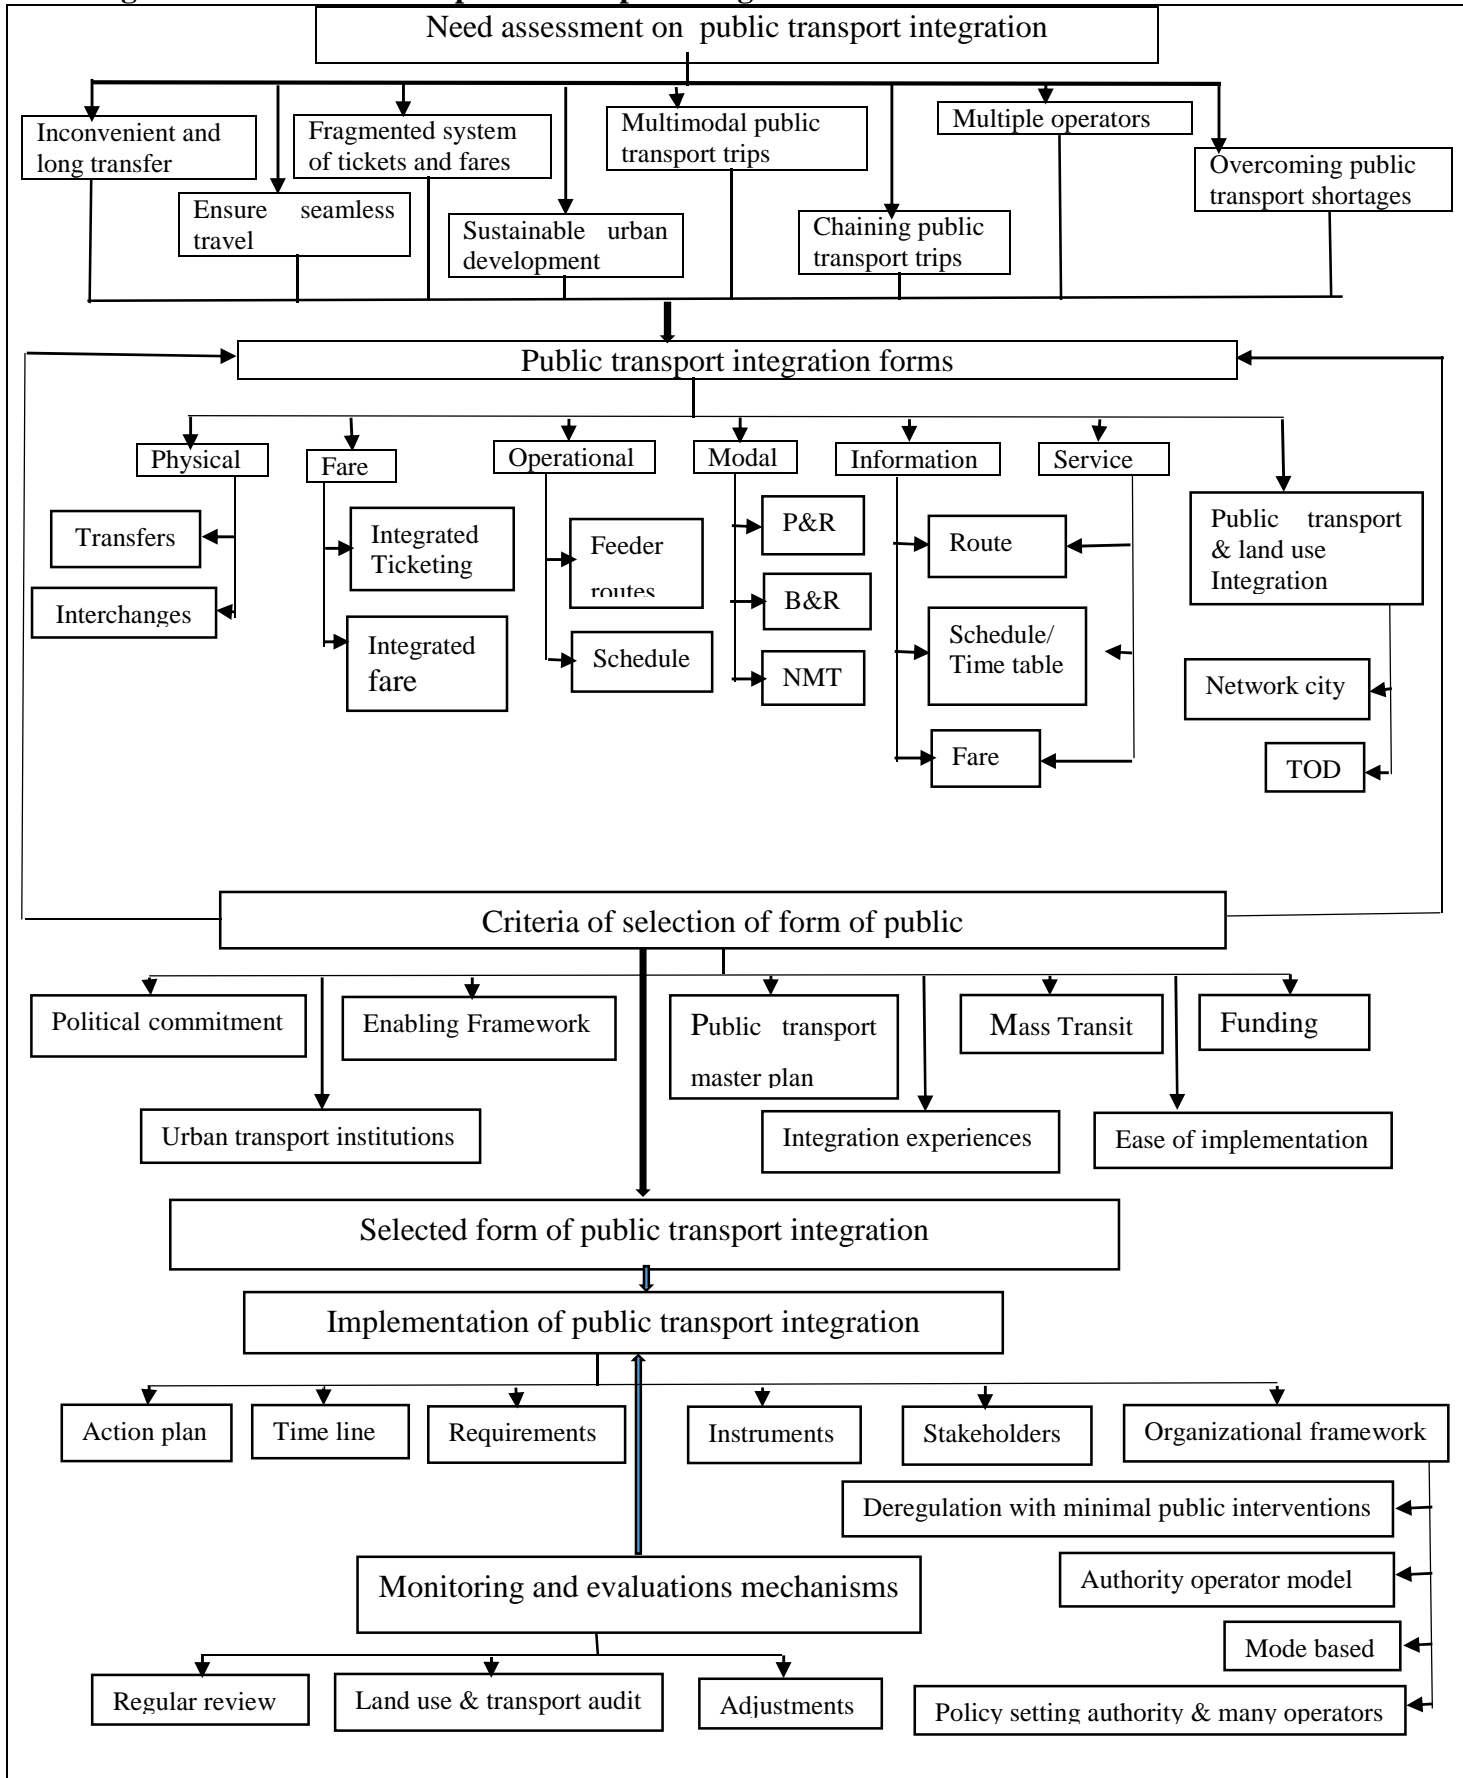 Need assessment on public transport integration
Inconvenient and
long transfer
Fragmented system
of tickets and fares
Multimodal public
transport trips
Multiple operators
Overcoming public
transport shortages
Ensure seamless
travel
Sustainable urban
development
Chaining public
transport trips
Public transport integration forms
Physical
Fare
Operational
Modal
Information
Service
Public transport
& land use
Integration
Transfers
Interchanges
Integrated
Ticketing
Integrated
fare
Feeder
routes
Schedule
P&R
B&R
NMT
Route
Schedule/
Time table
Fare
Network city
TOD
Criteria of selection of form of public
Political commitment
Enabling Framework
Public transport
master plan
Mass Transit
Funding
Urban transport institutions
Integration experiences
Ease of implementation
Selected form of public transport integration
Implementation of public transport integration
Action plan
Time line
Requirements
Instruments
Stakeholders
Organizational framework
Deregulation with minimal public interventions
Authority operator model
Mode based
Policy setting authority & many operators
Monitoring and evaluations mechanisms
Regular review
Land use & transport audit
Adjustments